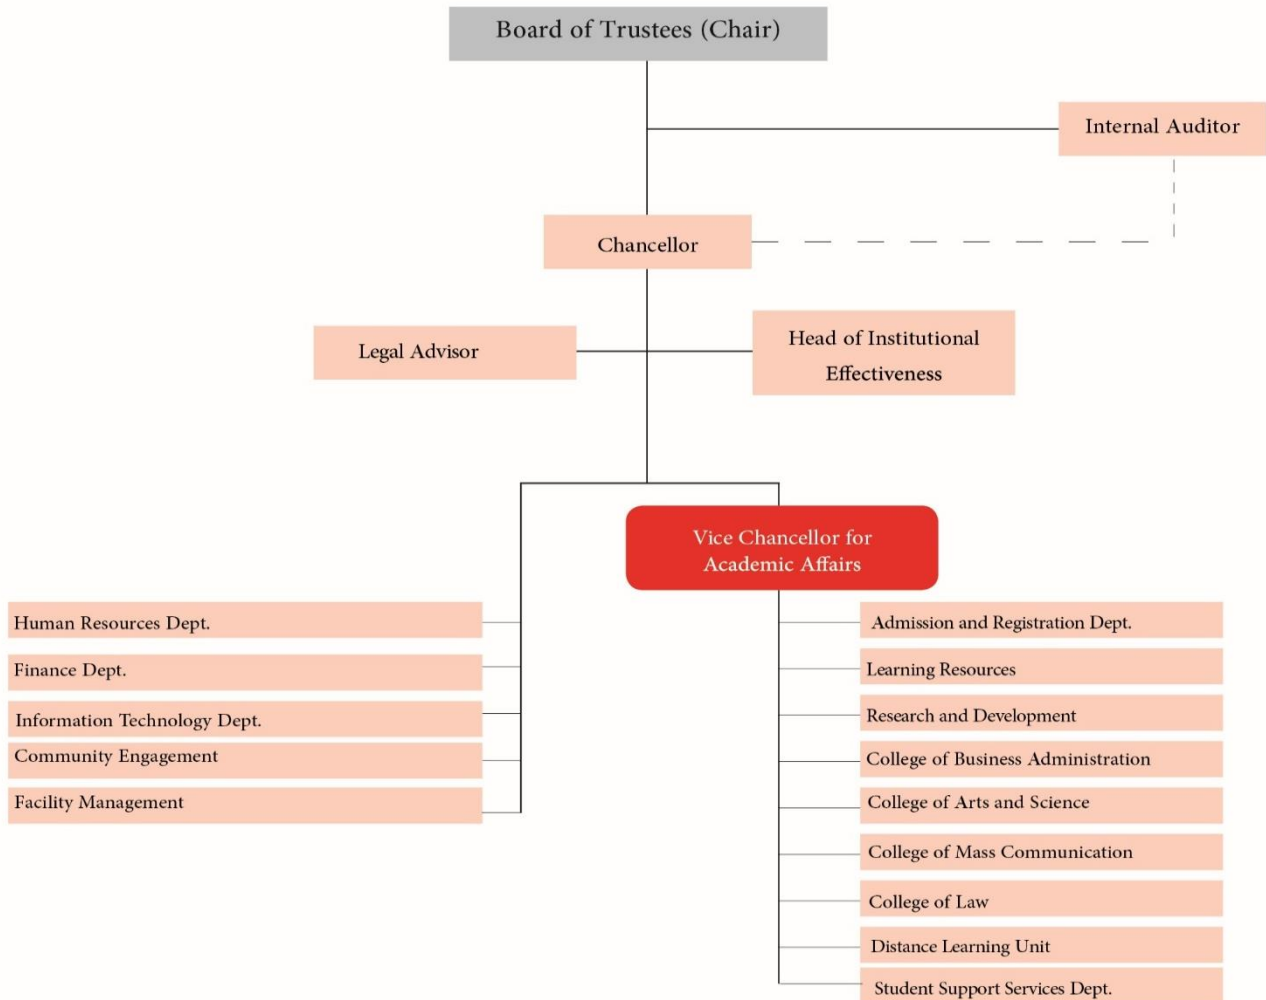 Board of Trustees (Chair)
Internal Auditor
Chancellor
Legal Advisor
Head of Institutional
Effectiveness
Vice Chancellor for
Academic Affairs
Human Resources Dept.
Finance Dept.
Information Technology Dept.
Community Engagement
Facility Management
Admission and Registration Dept.
Learning Resources
Research and Development
College of Business Administration
College of Arts and Science
College of Mass Communication
College of Law
Distance Learning Unit
Student Support Services Dept.